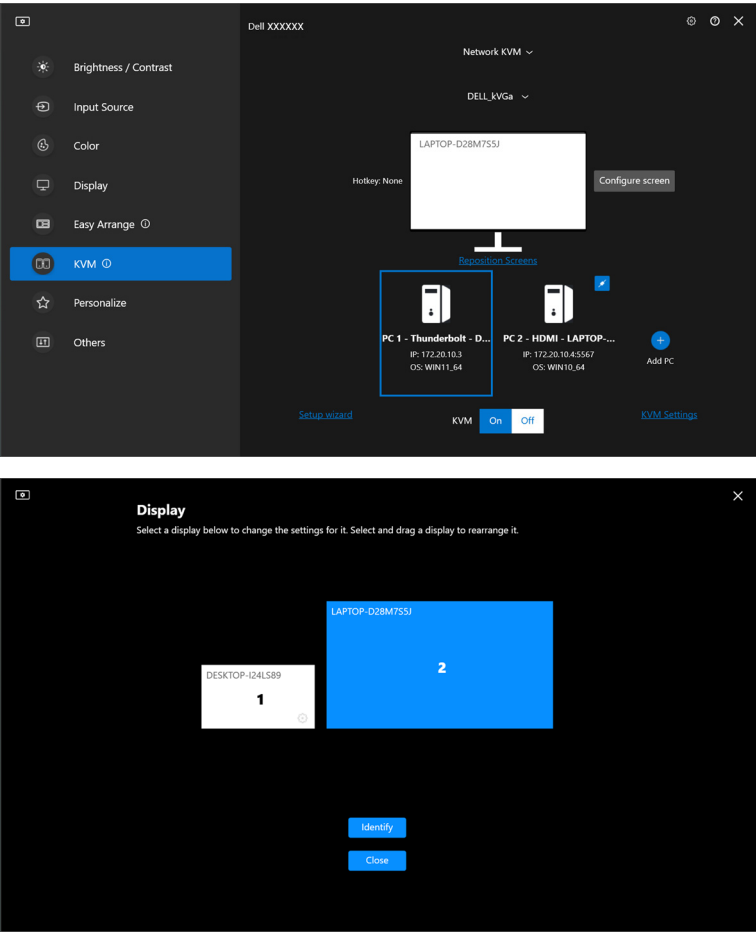 Dell XXXXXX
Network KVM
Brightness / Contrast
Input Source
DELL_kVGa
Color
LAPTOP-D28M7S5J
Display
Hotkey: None
Configure screen
Easy Arrange
KVM
Reposition Screens
Personalize
Others
PC 1 - Thunderbolt - D...
IP: 172.20.10.3
OS: WIN11_64
PC 2 - HDMI - LAPTOP-...
IP: 172.20.10.4:5567
OS: WIN10_64
Add PC
Setup wizard
KVM On Off
KVM Settings
Display
Select a display below to change the settings for it. Select and drag a display to rearrange it.
LAPTOP-D28M7S5J
2
DESKTOP-I24LS89
1
Identify
Close